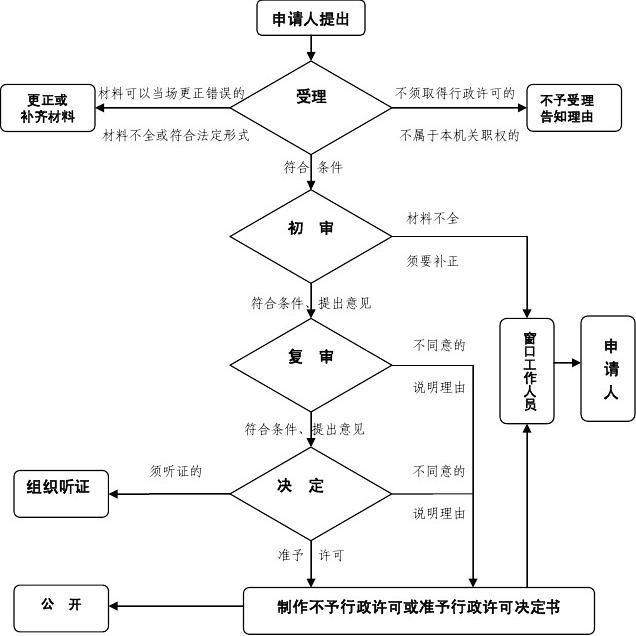 申请人提出
材料可以当场更正错误的
不须取得行政许可的
更正或
补齐材料
受理
不予受理
告知理由
材料不全或符合法定形式
不属于本机关职权的
符合 条件
初 审
材料不全
须要补正
符合条件、提出意见
复 审
不同意的
说明理由
窗口工作人员
申请人
符合条件、提出意见
须听证的
组织听证
决 定
不同意的
说明理由
准予 许可
公 开
制作不予行政许可或准予行政许可决定书